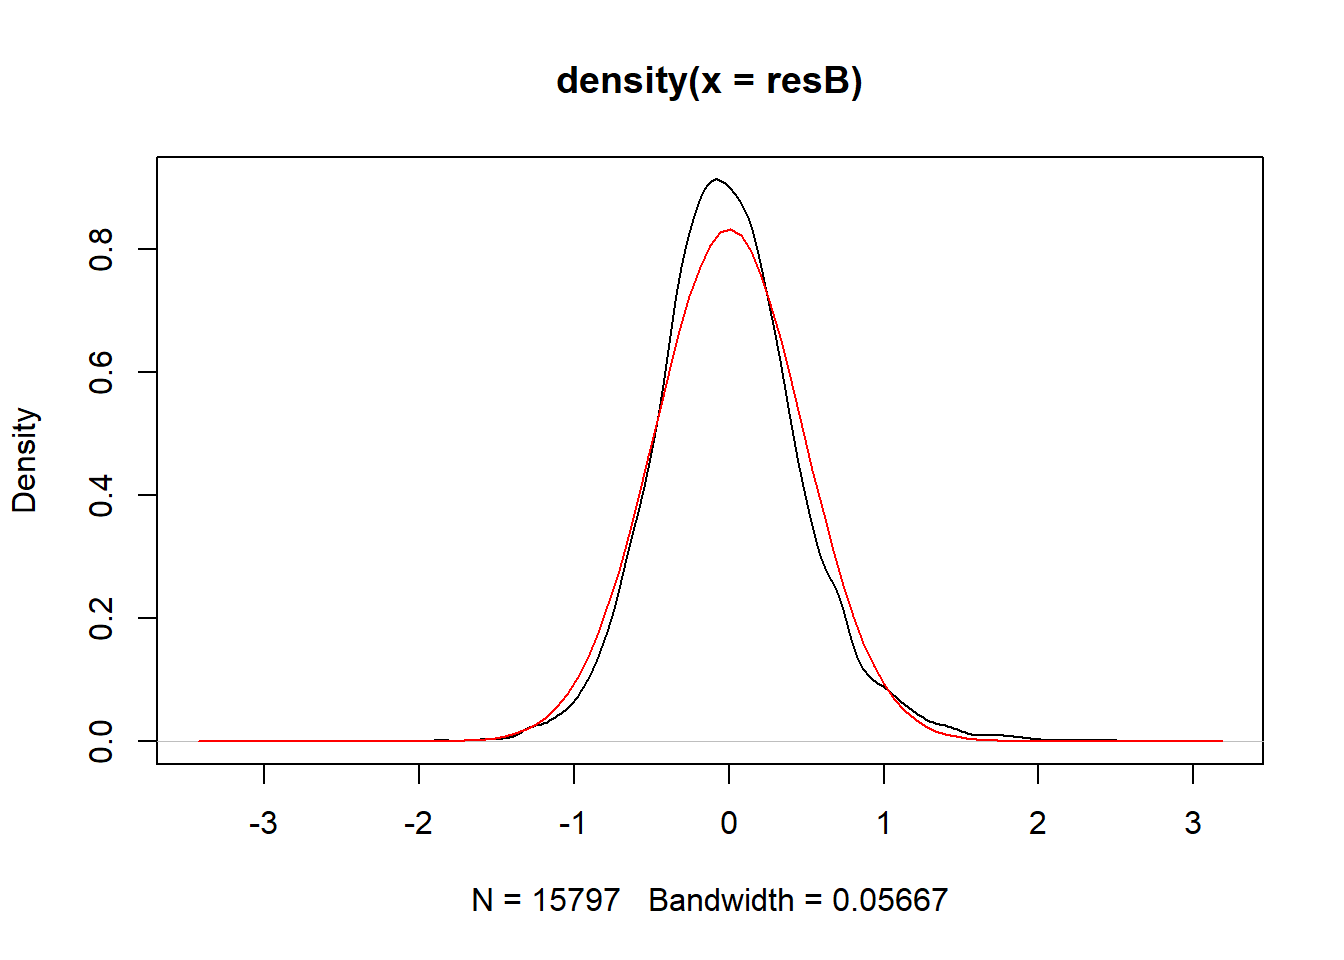 density(x = resB)
Density
0.0
0.2
0.4
0.6
0.8
-3 -2 -1 0 1 2 3
N = 15797 Bandwidth = 0.05667